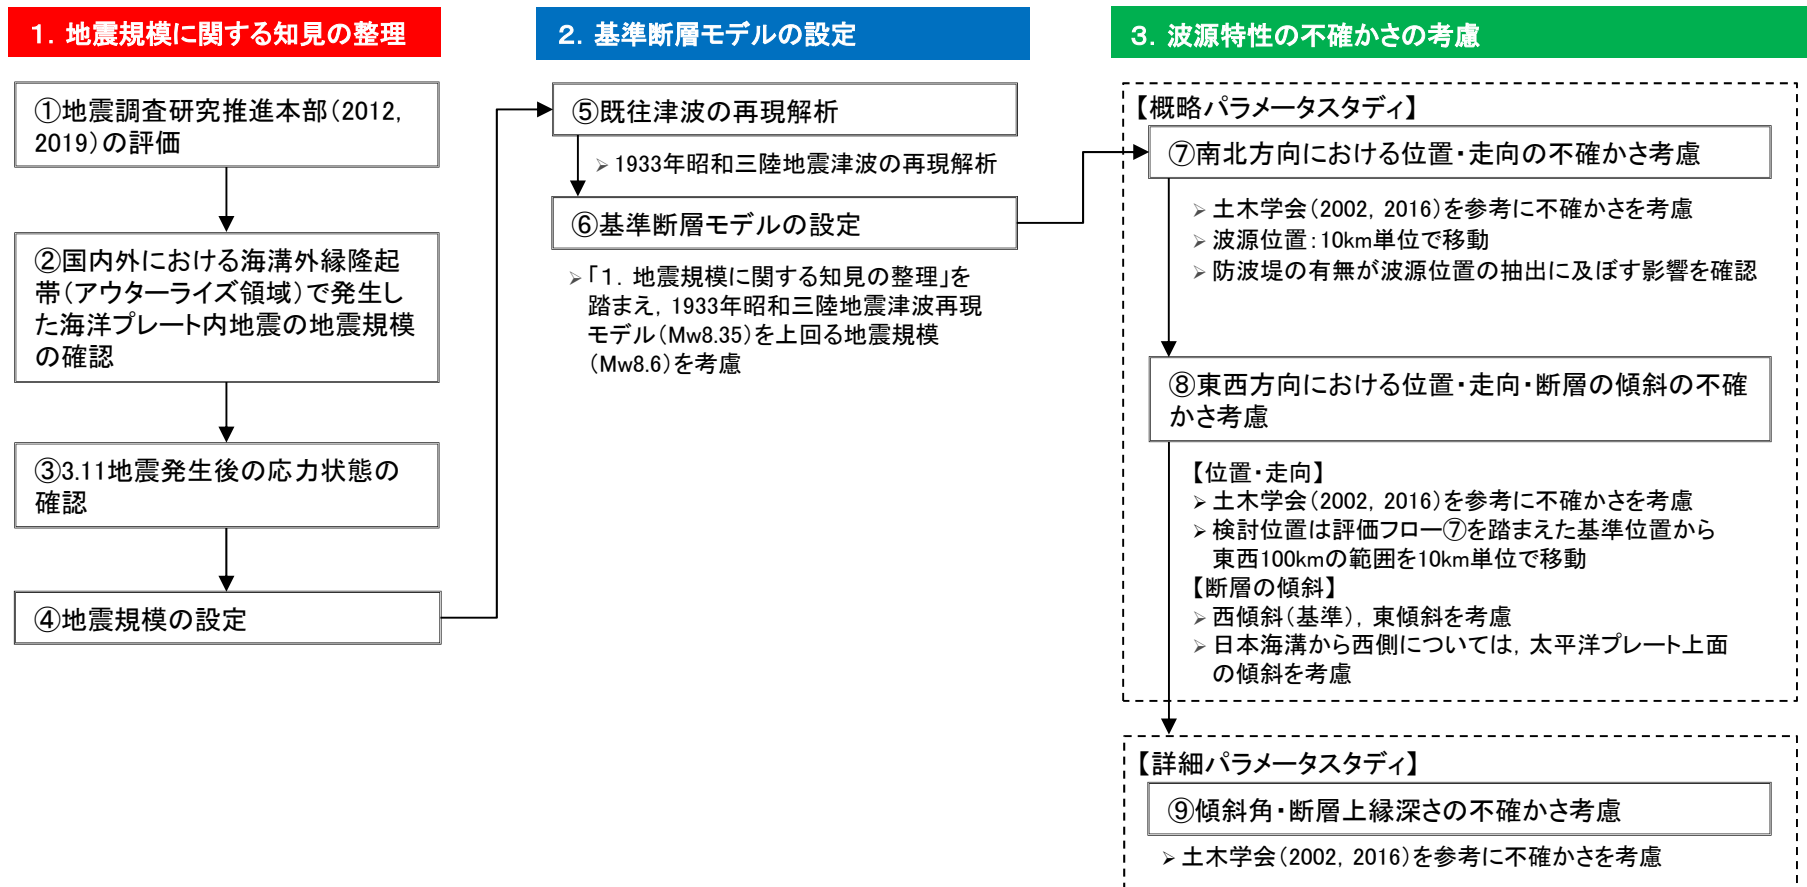 １．地震規模に関する知見の整理
①地震調査研究推進本部（2012，
2019）の評価
②国内外における海溝外縁隆起
帯（アウターライズ領域）で発生し
た海洋プレート内地震の地震規模
の確認
③3.11地震発生後の応力状態の
確認
④地震規模の設定
２．基準断層モデルの設定
⑤既往津波の再現解析
➢1933年昭和三陸地震津波の再現解析
⑥基準断層モデルの設定
➢「１．地震規模に関する知見の整理」を
踏まえ，1933年昭和三陸地震津波再現
モデル（Mw8.35）を上回る地震規模
（Mw8.6）を考慮
３．波源特性の不確かさの考慮
【概略パラメータスタディ】
⑦南北方向における位置・走向の不確かさ考慮
➢土木学会（2002，2016）を参考に不確かさを考慮
➢波源位置：10km単位で移動
➢防波堤の有無が波源位置の抽出に及ぼす影響を確認
⑧東西方向における位置・走向・断層の傾斜の不確
かさ考慮
【位置・走向】
➢土木学会（2002，2016）を参考に不確かさを考慮
➢検討位置は評価フロー⑦を踏まえた基準位置から
東西100kmの範囲を10km単位で移動
【断層の傾斜】
➢西傾斜（基準），東傾斜を考慮
➢日本海溝から西側については，太平洋プレート上面
の傾斜を考慮
【詳細パラメータスタディ】
⑨傾斜角・断層上縁深さの不確かさ考慮
➢土木学会（2002，2016）を参考に不確かさを考慮